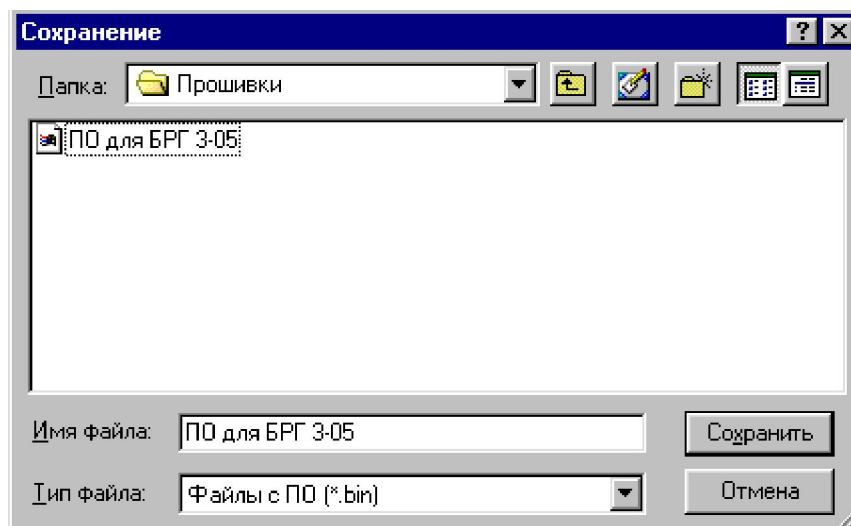 Сохранение
Папка: Прошивки
ПО для БРГ 3-05
Имя файла: ПО для БРГ 3-05 Сохранить
Тип файла: Файлы с ПО (*.bin) Отмена